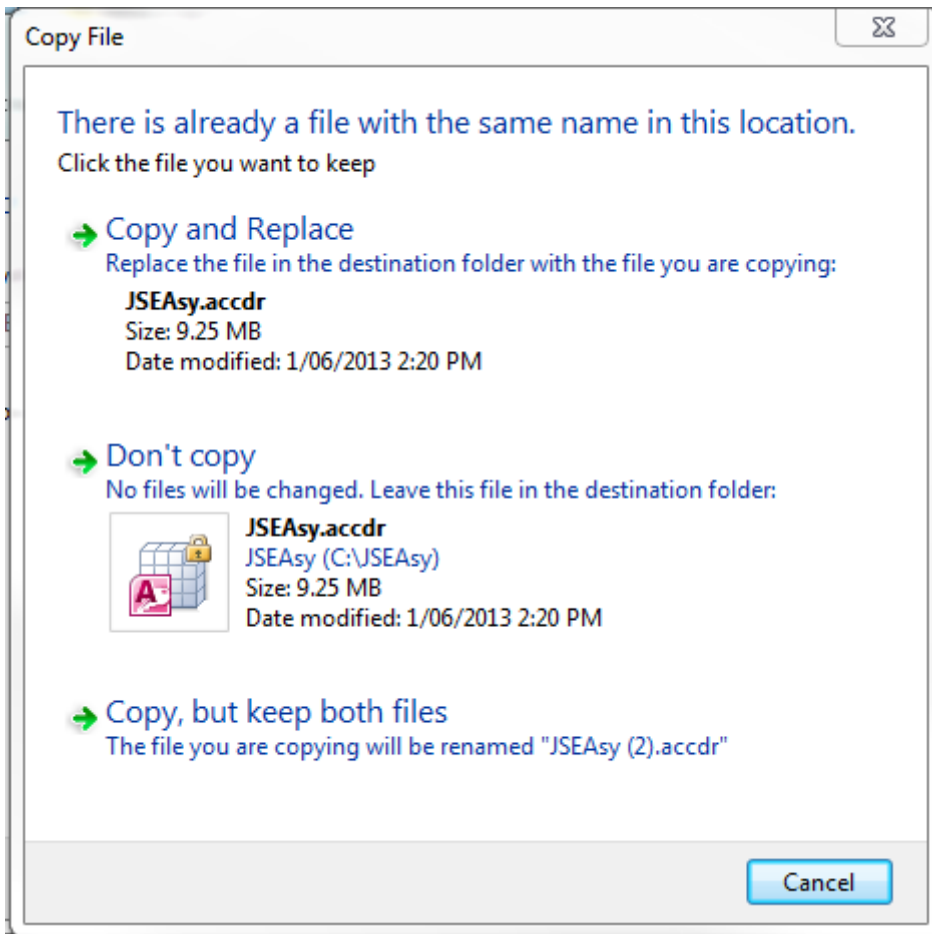 Copy File
There is already a file with the same name in this location.
Click the file you want to keep
Copy and Replace
Replace the file in the destination folder with the file you are copying:
JSEAsy.accdr
Size: 9.25 MB
Date modified: 1/06/2013 2:20 PM
Don't copy
No files will be changed. Leave this file in the destination folder:
JSEAsy.accdr
JSEAsy (C:\JSEAsy)
Size: 9.25 MB
Date modified: 1/06/2013 2:20 PM
Copy, but keep both files
The file you are copying will be renamed "JSEAsy (2).accdr"
Cancel